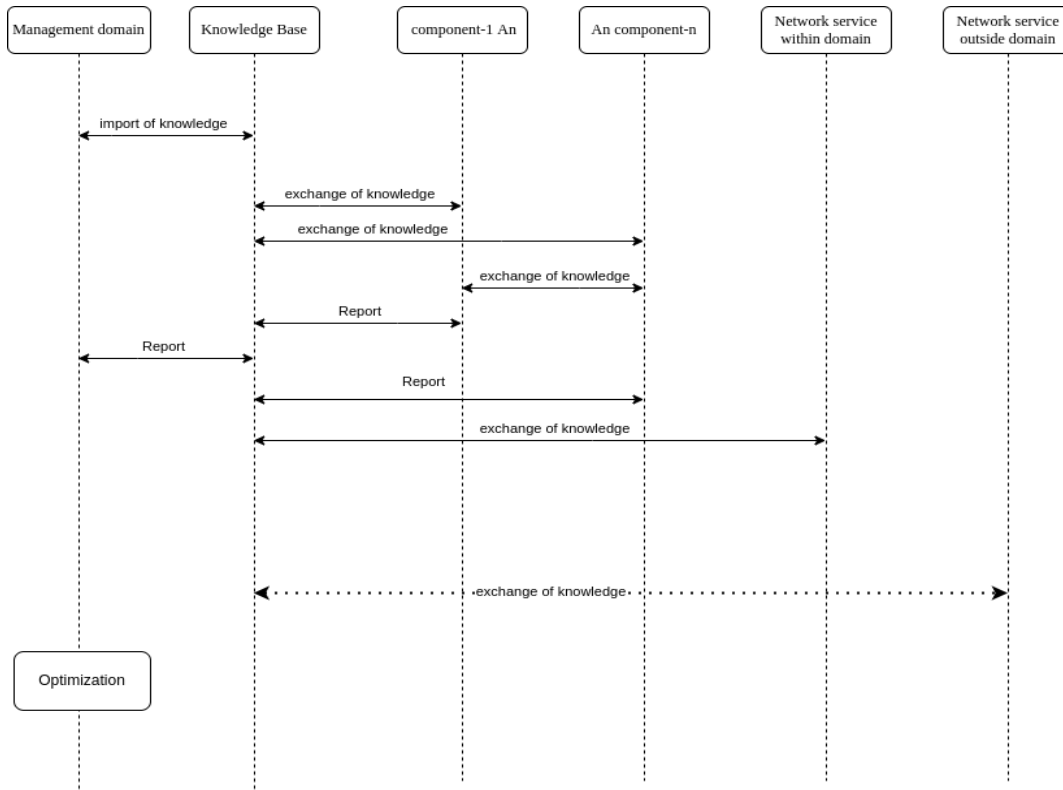 Management domain
Knowledge Base
component-1 An
An component-n
Network service
within domain
Network service
outside domain
import of knowledge
exchange of knowledge
exchange of knowledge
exchange of knowledge
Report
Report
Report
exchange of knowledge
exchange of knowledge
Optimization